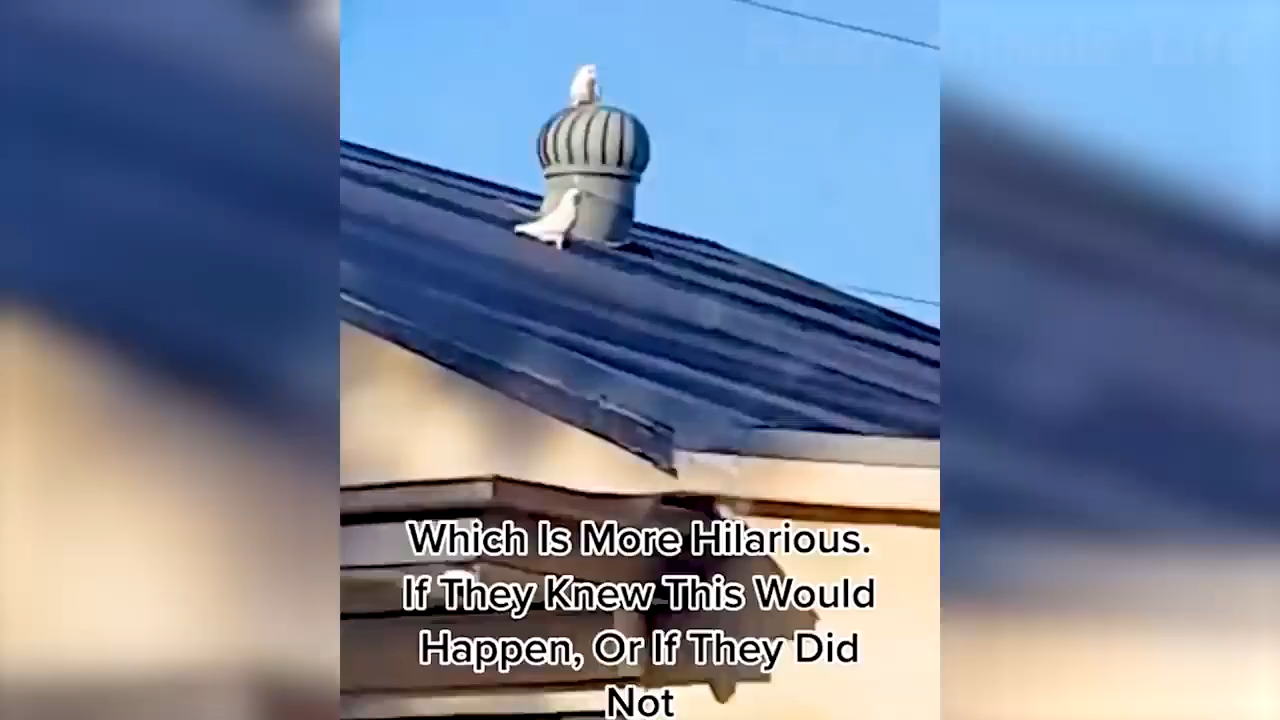 Which Is More Hilarious.
If They Knew This Would
Happen, Or If They Did
Not